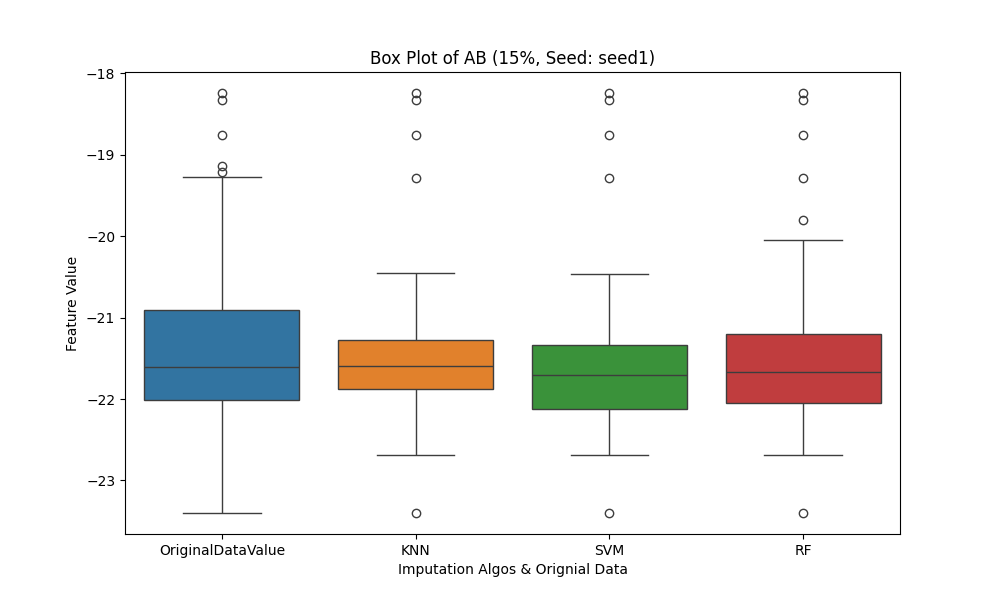 Box Plot of AB (15%, Seed: seed1)
Feature Value
−18
−19
−20
−21
−22
−23
OriginalDataValue
KNN
SVM
RF
Imputation Algos & Orignial Data